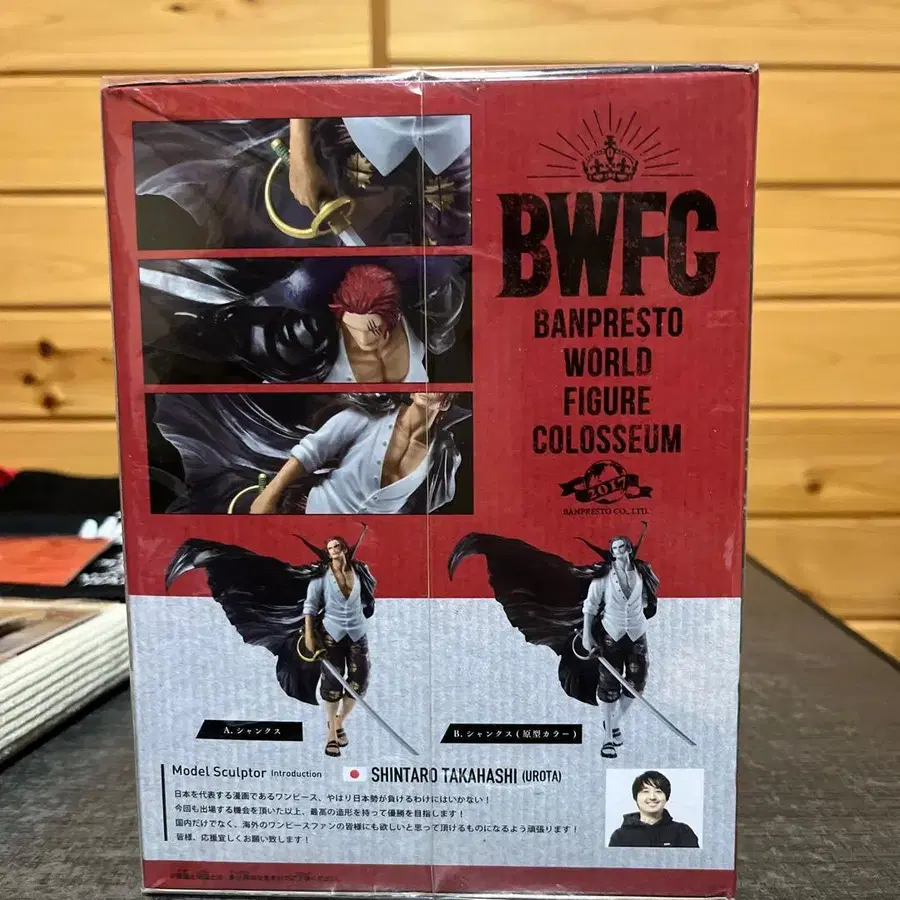 BWFC
BANPRESTO
WORLD
FIGURE
COLOSSEUM
2017
BANPRESTO CO., LTD.
A. シャンクス
B. シャンクス(原型カラー)
Model Sculptor Introduction
SHINTARO TAKAHASHI (UROTA)
日本を代表する漫画であるワンピース、やはり日本勢が負けるわけにはいかない!
今回も出場する機会を頂いた以上、最高の造形を持って優勝を目指します!
国内だけでなく、海外のワンピースファンの皆様にも欲しいと思って頂けるものになるよう頑張ります!
皆様、応援宜しくお願い致します!